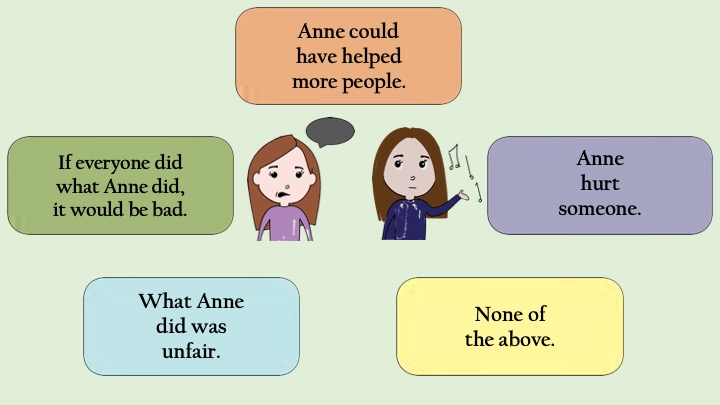 Anne could
have helped
more people.
If everyone did
what Anne did,
it would be bad.
Anne
hurt
someone.
What Anne
did was
unfair.
None of
the above.